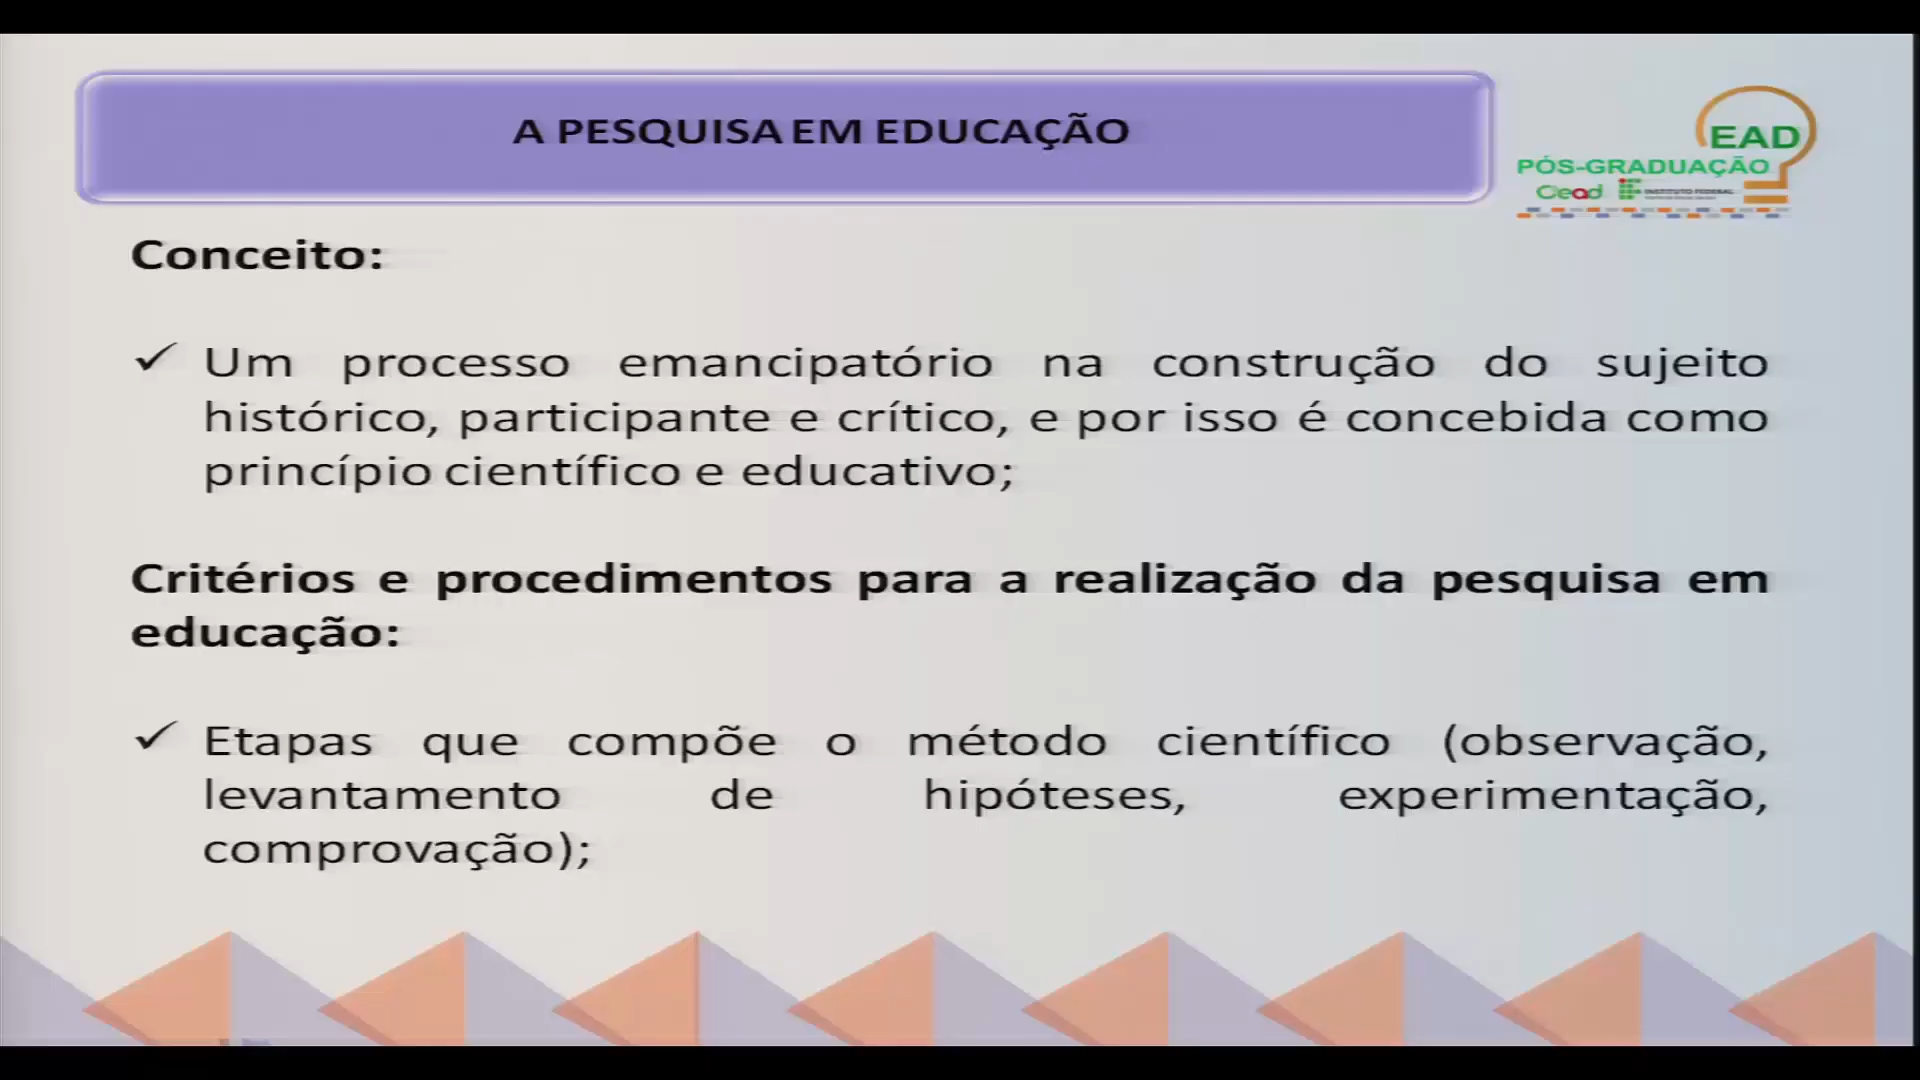 A PESQUISA EM EDUCAÇÃO
EAD
PÓS-GRADUAÇÃO
Cead
INSTITUTO FEDERAL
Conceito:
Um processo emancipatório na construção do sujeito
histórico, participante e crítico, e por isso é concebida como
princípio científico e educativo;
Critérios e procedimentos para a realização da pesquisa em
educação:
Etapas que compõe o método científico (observação,
levantamento de hipóteses, experimentação,
comprovação);